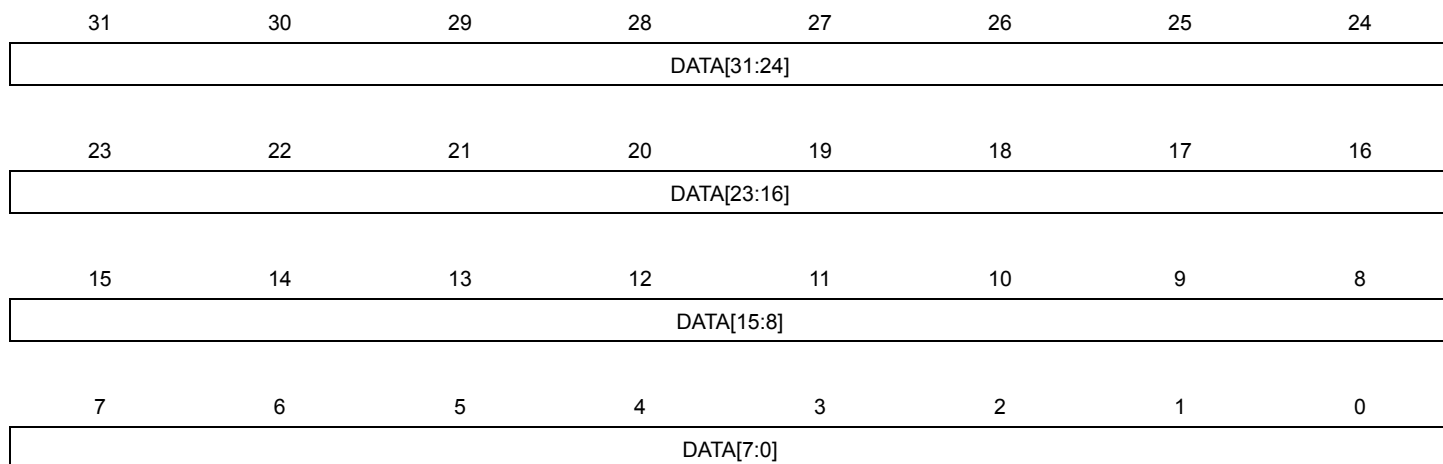 31 30 29 28 27 26 25 24
DATA[31:24]
23 22 21 20 19 18 17 16
DATA[23:16]
15 14 13 12 11 10 9 8
DATA[15:8]
7 6 5 4 3 2 1 0
DATA[7:0]